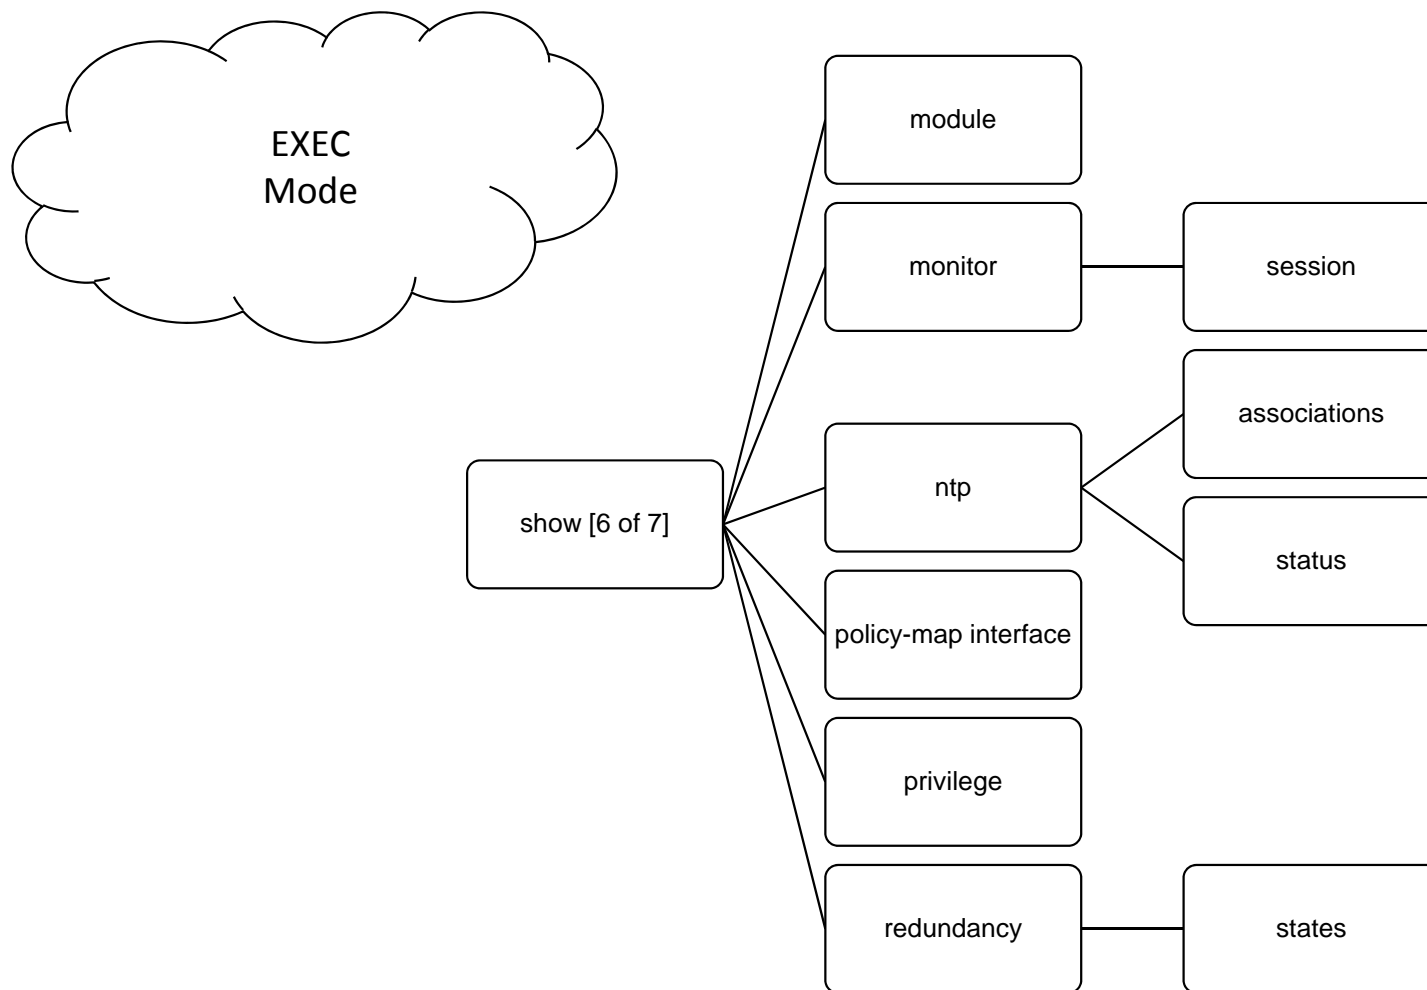 EXEC
Mode
module
monitor
session
associations
ntp
show [6 of 7]
status
policy-map interface
privilege
redundancy
states